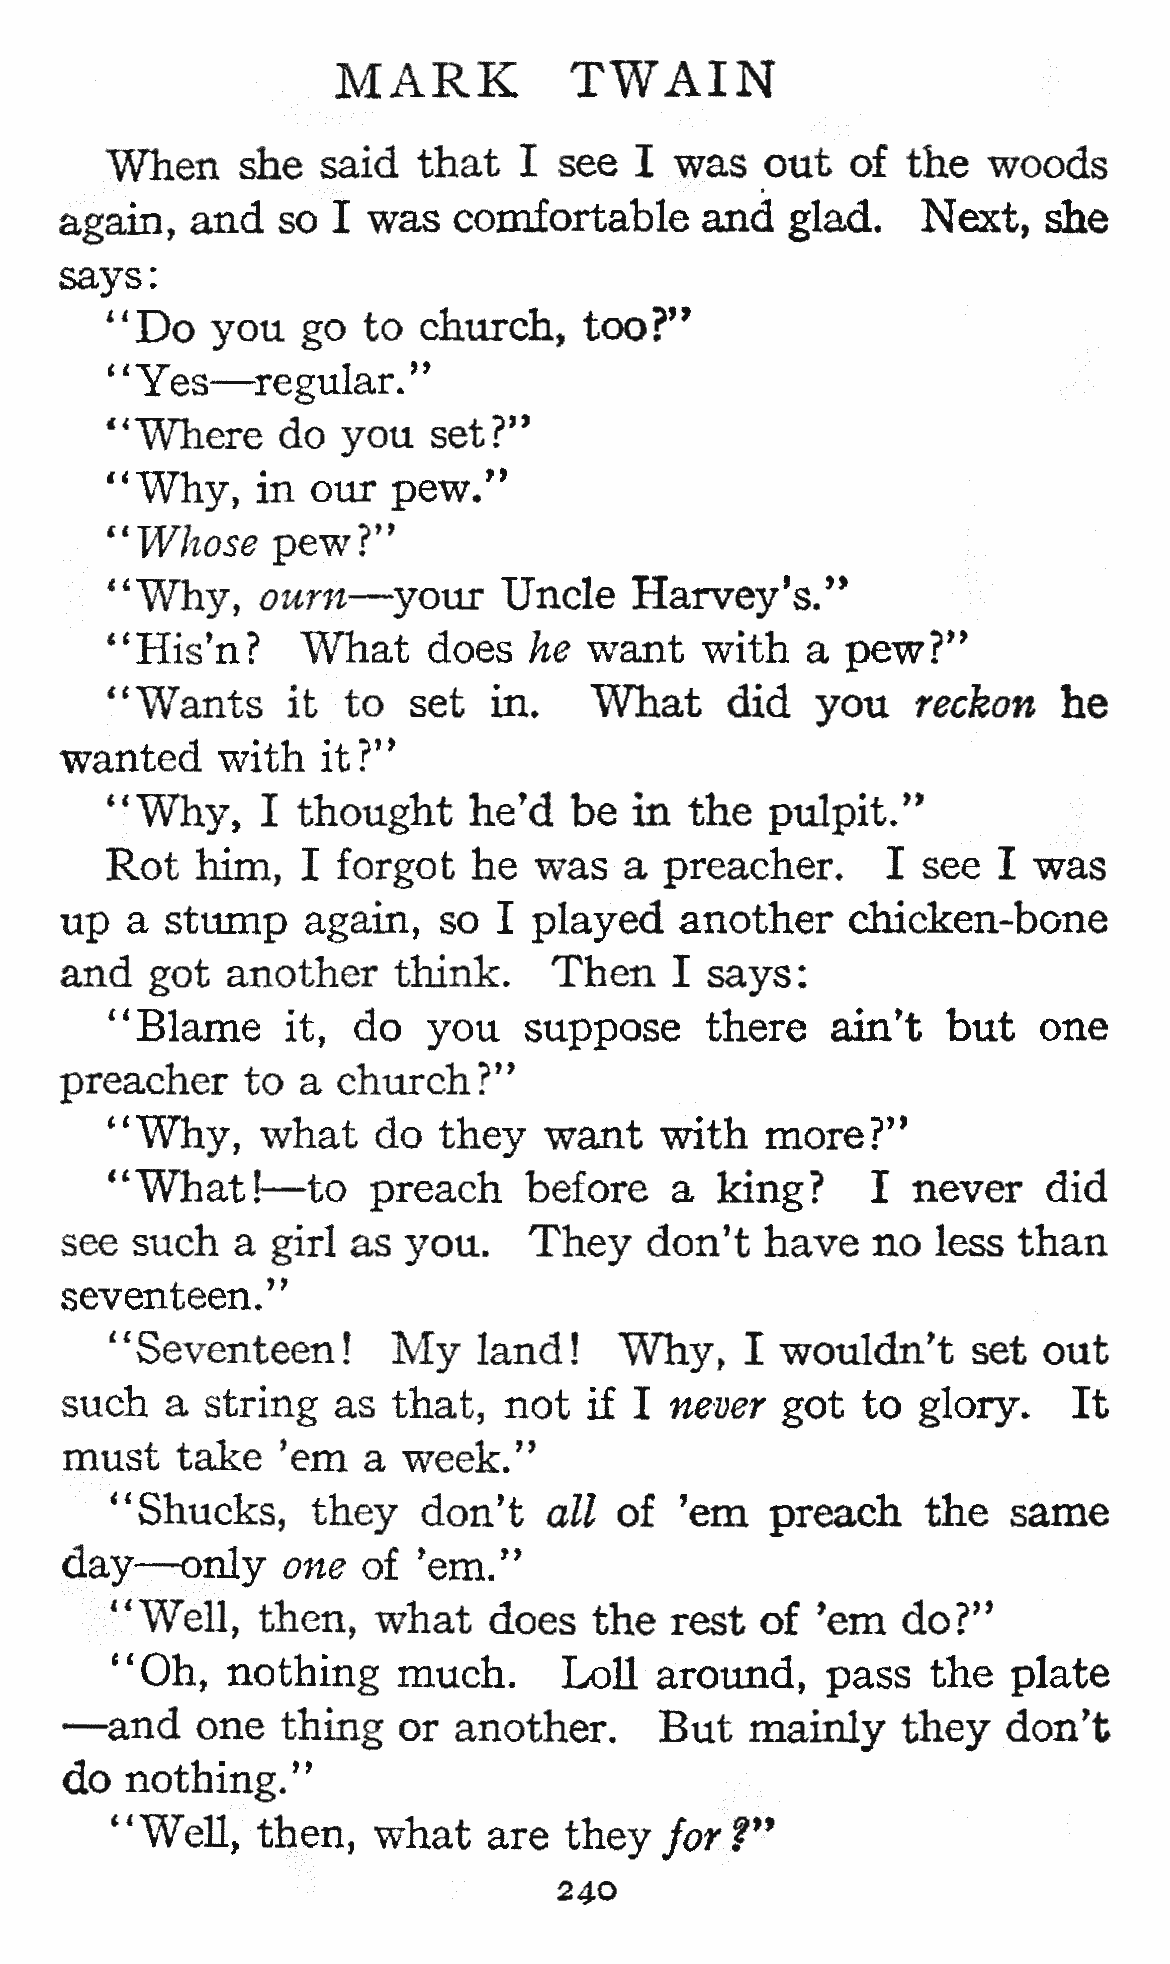 MARK TWAIN
When she said that I see I was out of the woods
again, and so I was comfortable and glad. Next, she
says:
"Do you go to church, too?"
"Yes—regular."
"Where do you set?"
"Why, in our pew."
"Whose pew?"
"Why, ourn—your Uncle Harvey's."
"His'n? What does he want with a pew?"
"Wants it to set in. What did you reckon he
wanted with it?"
"Why, I thought he'd be in the pulpit."
Rot him, I forgot he was a preacher. I see I was
up a stump again, so I played another chicken-bone
and got another think. Then I says:
"Blame it, do you suppose there ain't but one
preacher to a church?"
"Why, what do they want with more?"
"What!—to preach before a king? I never did
see such a girl as you. They don't have no less than
seventeen."
"Seventeen! My land! Why, I wouldn't set out
such a string as that, not if I never got to glory. It
must take 'em a week."
"Shucks, they don't all of 'em preach the same
day—only one of 'em."
"Well, then, what does the rest of 'em do?"
"Oh, nothing much. Loll around, pass the plate
—and one thing or another. But mainly they don't
do nothing."
"Well, then, what are they for?"
240